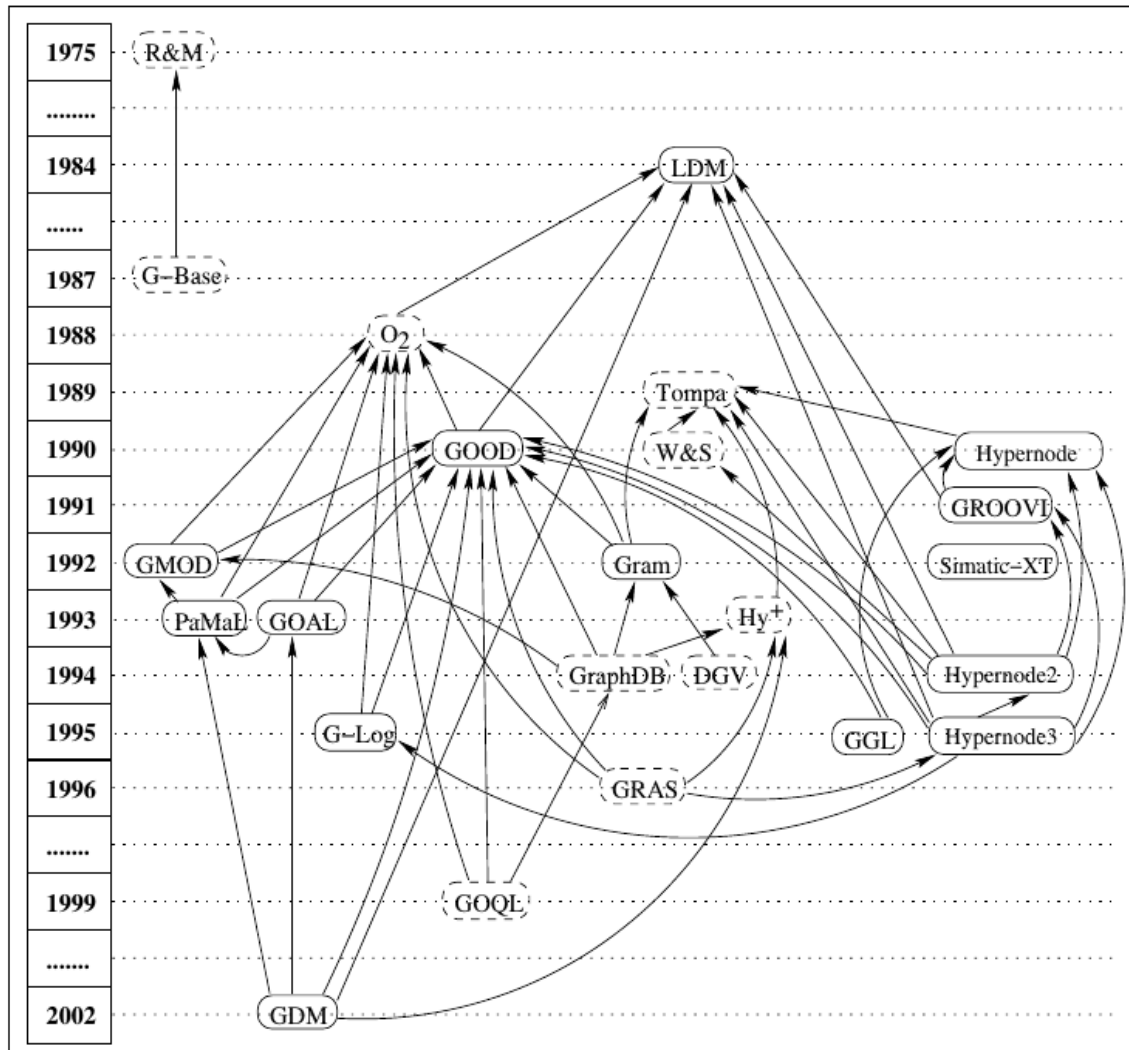 1975 R&M
........
1984 LDM
......
1987 G-Base
1988 O2
1989 Tompa
1990 GOOD W&S Hypernode
1991 GROOVI
1992 GMOD Gram Simatic-XT
1993 PaMaL GOAL Hy+
1994 GraphDB DGV Hypernode2
1995 G-Log GGL Hypernode3
1996 GRAS
.......
1999 GOQL
.......
2002 GDM